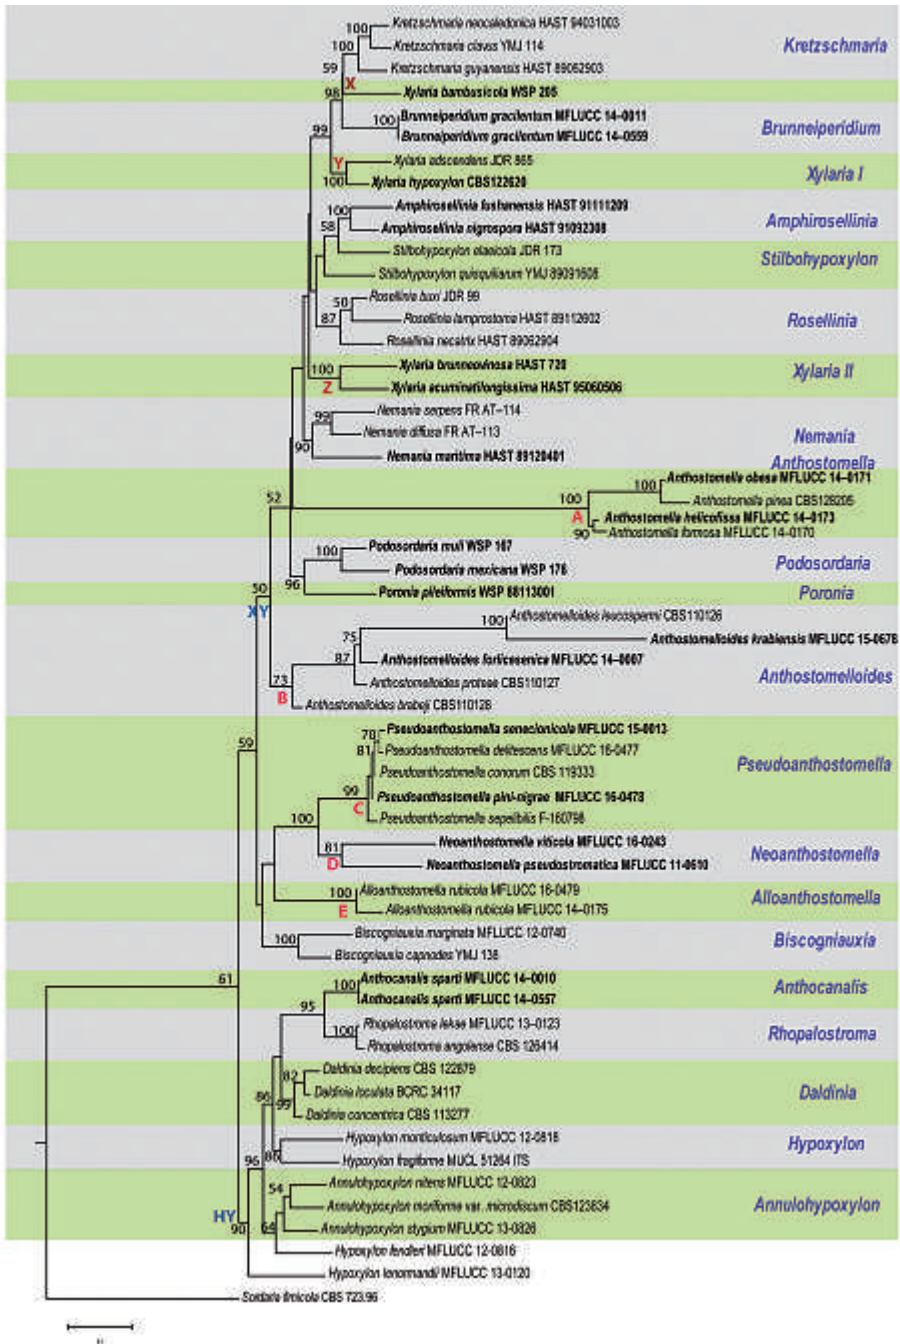 Kretzschmaria neocaledonica HAST 94031003
100
Kretzschmaria clavus YMJ 114
Kretzschmaria
100
Kretzschmaria guyanensis HAST 89062903
59
X
98
Xylaria bambusicola WSP 205
Brunneiperidium gracilentum MFLUCC 14–0011
100
Brunneiperidium
99
Brunneiperidium gracilentum MFLUCC 14–0559
Y
Xylaria adscendens JDR 865
Xylaria I
100
Xylaria hypoxylon CBS122620
Amphirosellinia fushanensis HAST 91111209
100
Amphirosellinia
58
Amphirosellinia nigrospora HAST 91092308
Stilbohypoxylon elaeicola JDR 173
Stilbohypoxylon
Stilbohypoxylon quisquiliarum YMJ 89091608
Rosellinia buxi JDR 99
50
87
Rosellinia lamprostoma HAST 89112602
Rosellinia
Rosellinia necatrix HAST 89062904
Xylaria brunneovinosa HAST 720
100
Xylaria II
Z
Xylaria acuminatilongissima HAST 95060506
Nemania serpens FR AT–114
99
Nemania diffusa FR AT–113
Nemania
90
Nemania maritima HAST 89120401
Anthostomella
Anthostomella obesa MFLUCC 14–0171
100
52
100
Anthostomella pinea CBS128205
A
Anthostomella helicofissa MFLUCC 14–0173
90
Anthostomella formosa MFLUCC 14–0170
Podosordaria muli WSP 167
100
Podosordaria
Podosordaria mexicana WSP 176
96
Poronia pileiformis WSP 88113001
Poronia
50
XY
Anthostomelloides leucospermi CBS110126
100
75
Anthostomelloides krabiensis MFLUCC 15-0678
87
Anthostomelloides forlicesenica MFLUCC 14–0007
Anthostomelloides
73
Anthostomelloides proteae CBS110127
B
Anthostomelloides brabeji CBS110128
Pseudoanthostomella senecionicola MFLUCC 15-0013
78
59
81
Pseudoanthostomella delitescens MFLUCC 16-0477
Pseudoanthostomella
Pseudoanthostomella conorum CBS 119333
99
Pseudoanthostomella pini-nigrae MFLUCC 16-0478
C
100
Pseudoanthostomella sepelibilis F-160798
Neoanthostomella viticola MFLUCC 16-0243
81
Neoanthostomella
D
Neoanthostomella pseudostromatica MFLUCC 11-0610
100
Alloanthostomella rubicola MFLUCC 16-0479
Alloanthostomella
E
Alloanthostomella rubicola MFLUCC 14–0175
Biscogniauxia marginata MFLUCC 12-0740
100
Biscogniauxia
Biscogniauxia capnodes YMJ 138
61
Anthocanalis sparti MFLUCC 14–0010
100
Anthocanalis
95
Anthocanalis sparti MFLUCC 14–0557
Rhopalostroma lekae MFLUCC 13–0123
100
Rhopalostroma
Rhopalostroma angolense CBS 126414
Daldinia decipiens CBS 122879
82
86
Daldinia loculata BCRC 34117
Daldinia
99
Daldinia concentrica CBS 113277
Hypoxylon monticulosum MFLUCC 12-0818
Hypoxylon
96
86
Hypoxylon fragiforme MUCL 51264 ITS
Annulohypoxylon nitens MFLUCC 12-0823
54
Annulohypoxylon moriforme var. microdiscum CBS123834
Annulohypoxylon
HY
90
64
Annulohypoxylon stygium MFLUCC 13-0826
Hypoxylon fendleri MFLUCC 12-0816
Hypoxylon lenormandii MFLUCC 13-0120
Sordaria fimicola CBS 723.96